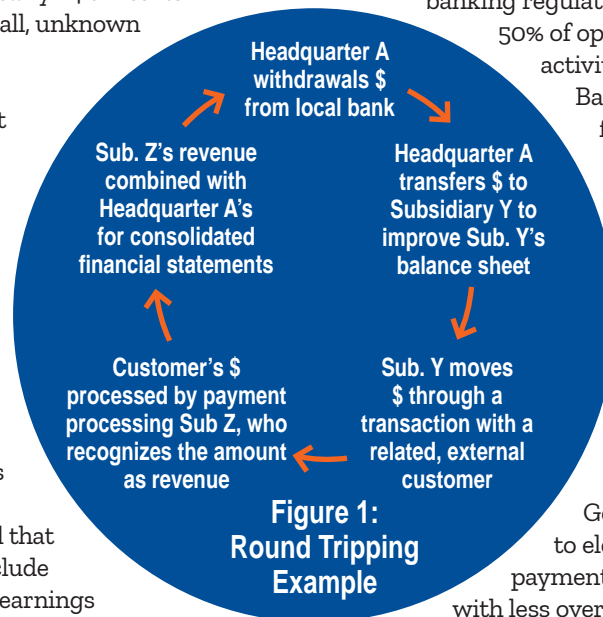 all, unknown
banking regulat
50% of op
activit
Ba
f
t
Headquarter A
withdrawals $
from local bank
Headquarter A
transfers $ to
Subsidiary Y to
improve Sub. Y's
balance sheet
Sub. Y moves
$ through a
transaction with a
related, external
customer
Customer's $
processed by payment
processing Sub Z, who
recognizes the amount
as revenue
Sub. Z's revenue
combined with
Headquarter A's
for consolidated
financial statements
Figure 1:
Round Tripping
Example
s
l that
clude
earnings
Ge
to ele
payment
with less over